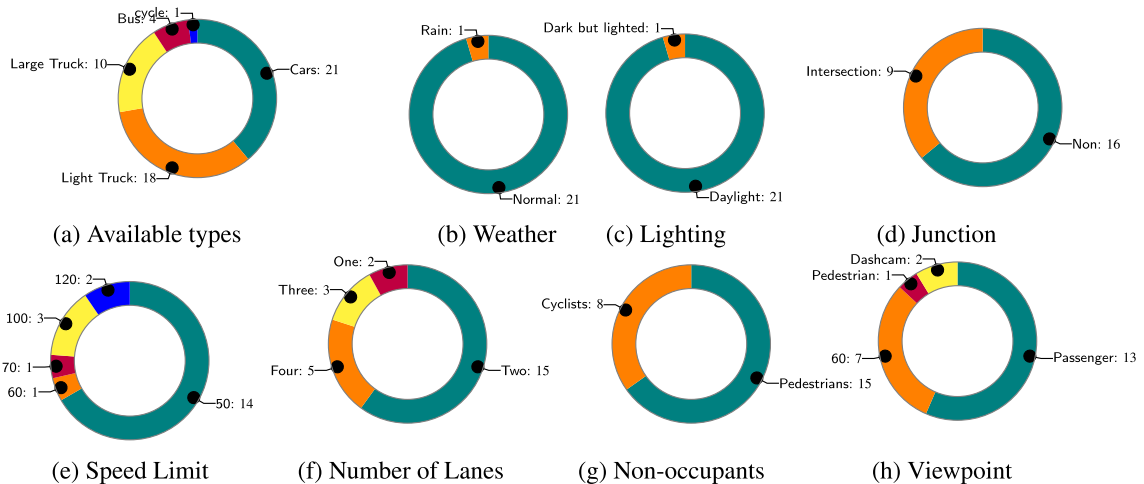 cycle: 1
Bus: 4
Large Truck: 10
Cars: 21
Light Truck: 18
(a) Available types
Rain: 1
Normal: 21
(b) Weather
Dark but lighted: 1
Daylight: 21
(c) Lighting
Intersection: 9
Non: 16
(d) Junction
120: 2
100: 3
70: 1
60: 1
50: 14
(e) Speed Limit
One: 2
Three: 3
Four: 5
Two: 15
(f) Number of Lanes
Cyclists: 8
Pedestrians: 15
(g) Non-occupants
Dashcam: 2
Pedestrian: 1
60: 7
Passenger: 13
(h) Viewpoint